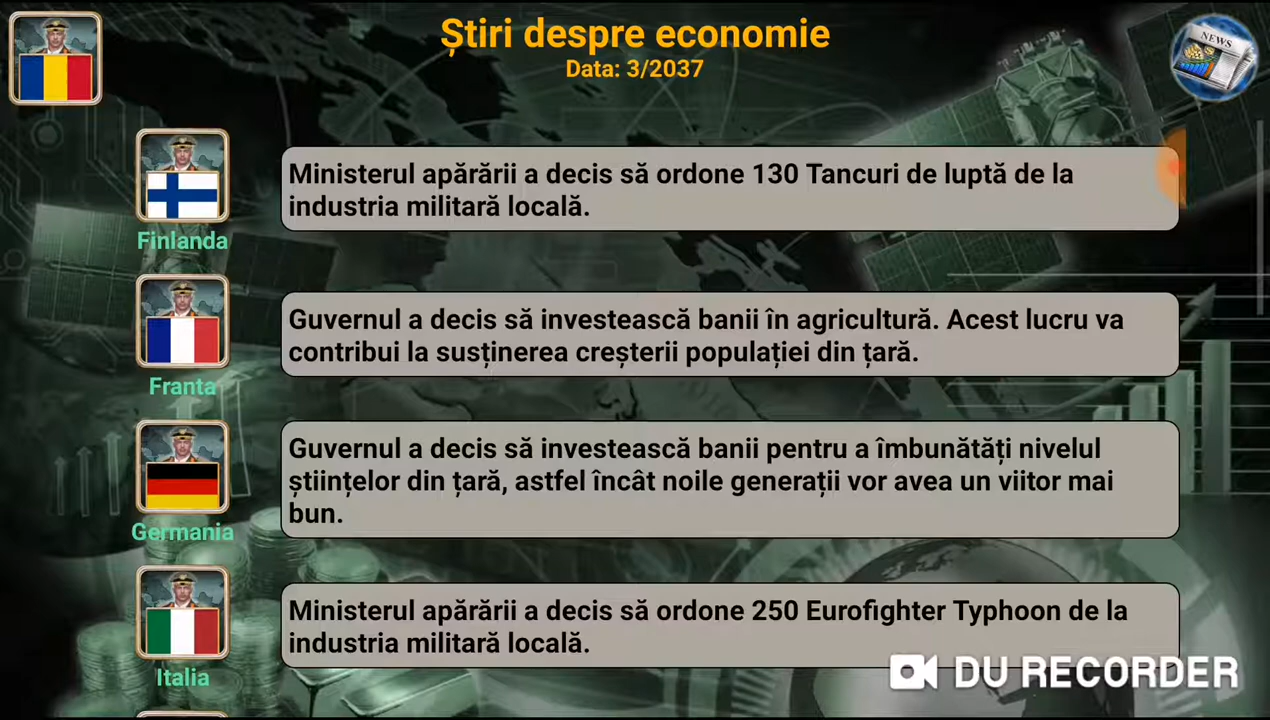 Știri despre economie
Data: 3/2037
NEWS
Ministerul apărării a decis să ordone 130 Tancuri de luptă de la
industria militară locală.
Finlanda
Guvernul a decis să investească banii în agricultură. Acest lucru va
contribui la susținerea creșterii populației din țară.
Franta
Guvernul a decis să investească banii pentru a îmbunătăți nivelul
științelor din țară, astfel încât noile generații vor avea un viitor mai
bun.
Germania
Ministerul apărării a decis să ordone 250 Eurofighter Typhoon de la
industria militară locală.
Italia
DU RECORDER